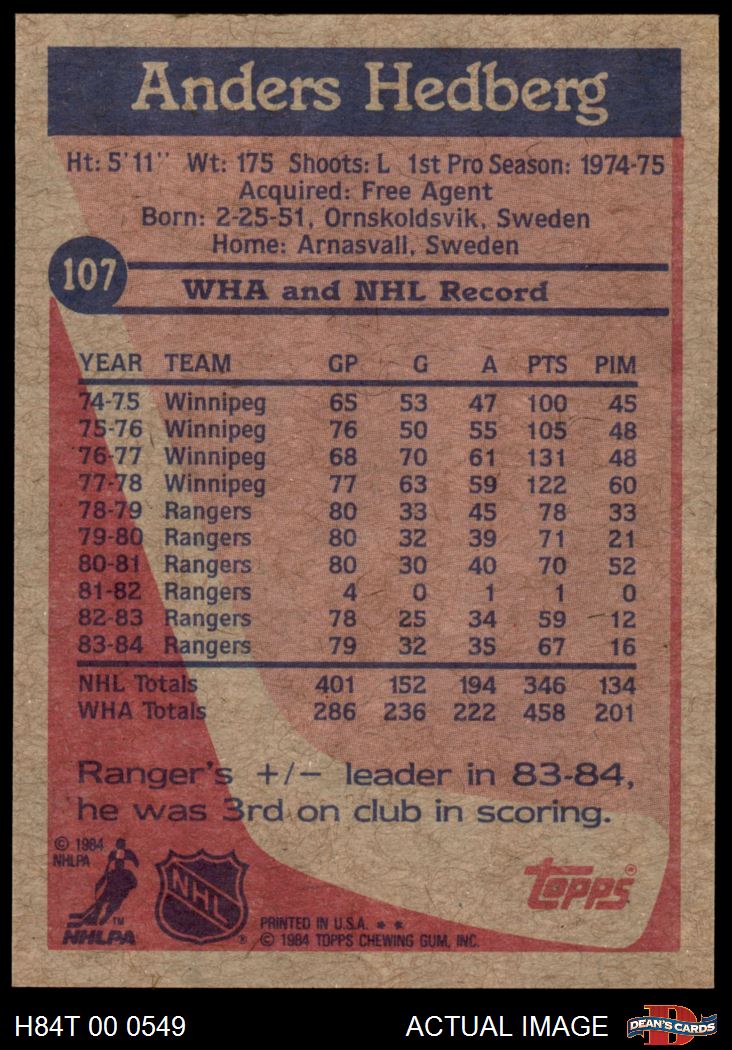 Anders Hedberg
Ht: 5'11'' Wt: 175 Shoots: L 1st Pro Season: 1974-75
Acquired: Free Agent
Born: 2-25-51, Ornskoldsvik, Sweden
Home: Arnasvall, Sweden
107
WHA and NHL Record
YEAR TEAM GP G A PTS PIM
74-75 Winnipeg 65 53 47 100 45
75-76 Winnipeg 76 50 55 105 48
76-77 Winnipeg 68 70 61 131 48
77-78 Winnipeg 77 63 59 122 60
78-79 Rangers 80 33 45 78 33
79-80 Rangers 80 32 39 71 21
80-81 Rangers 80 30 40 70 52
81-82 Rangers 4 0 1 1 0
82-83 Rangers 78 25 34 59 12
83-84 Rangers 79 32 35 67 16
NHL Totals 401 152 194 346 134
WHA Totals 286 236 222 458 201
Ranger's +/− leader in 83-84,
he was 3rd on club in scoring.
© 1984
NHLPA
TM
NHLPA
NHL
®
PRINTED IN U.S.A. ★ ★
© 1984 TOPPS CHEWING GUM, INC.
topps®
H84T 00 0549
ACTUAL IMAGE
D
DEAN'S CARDS